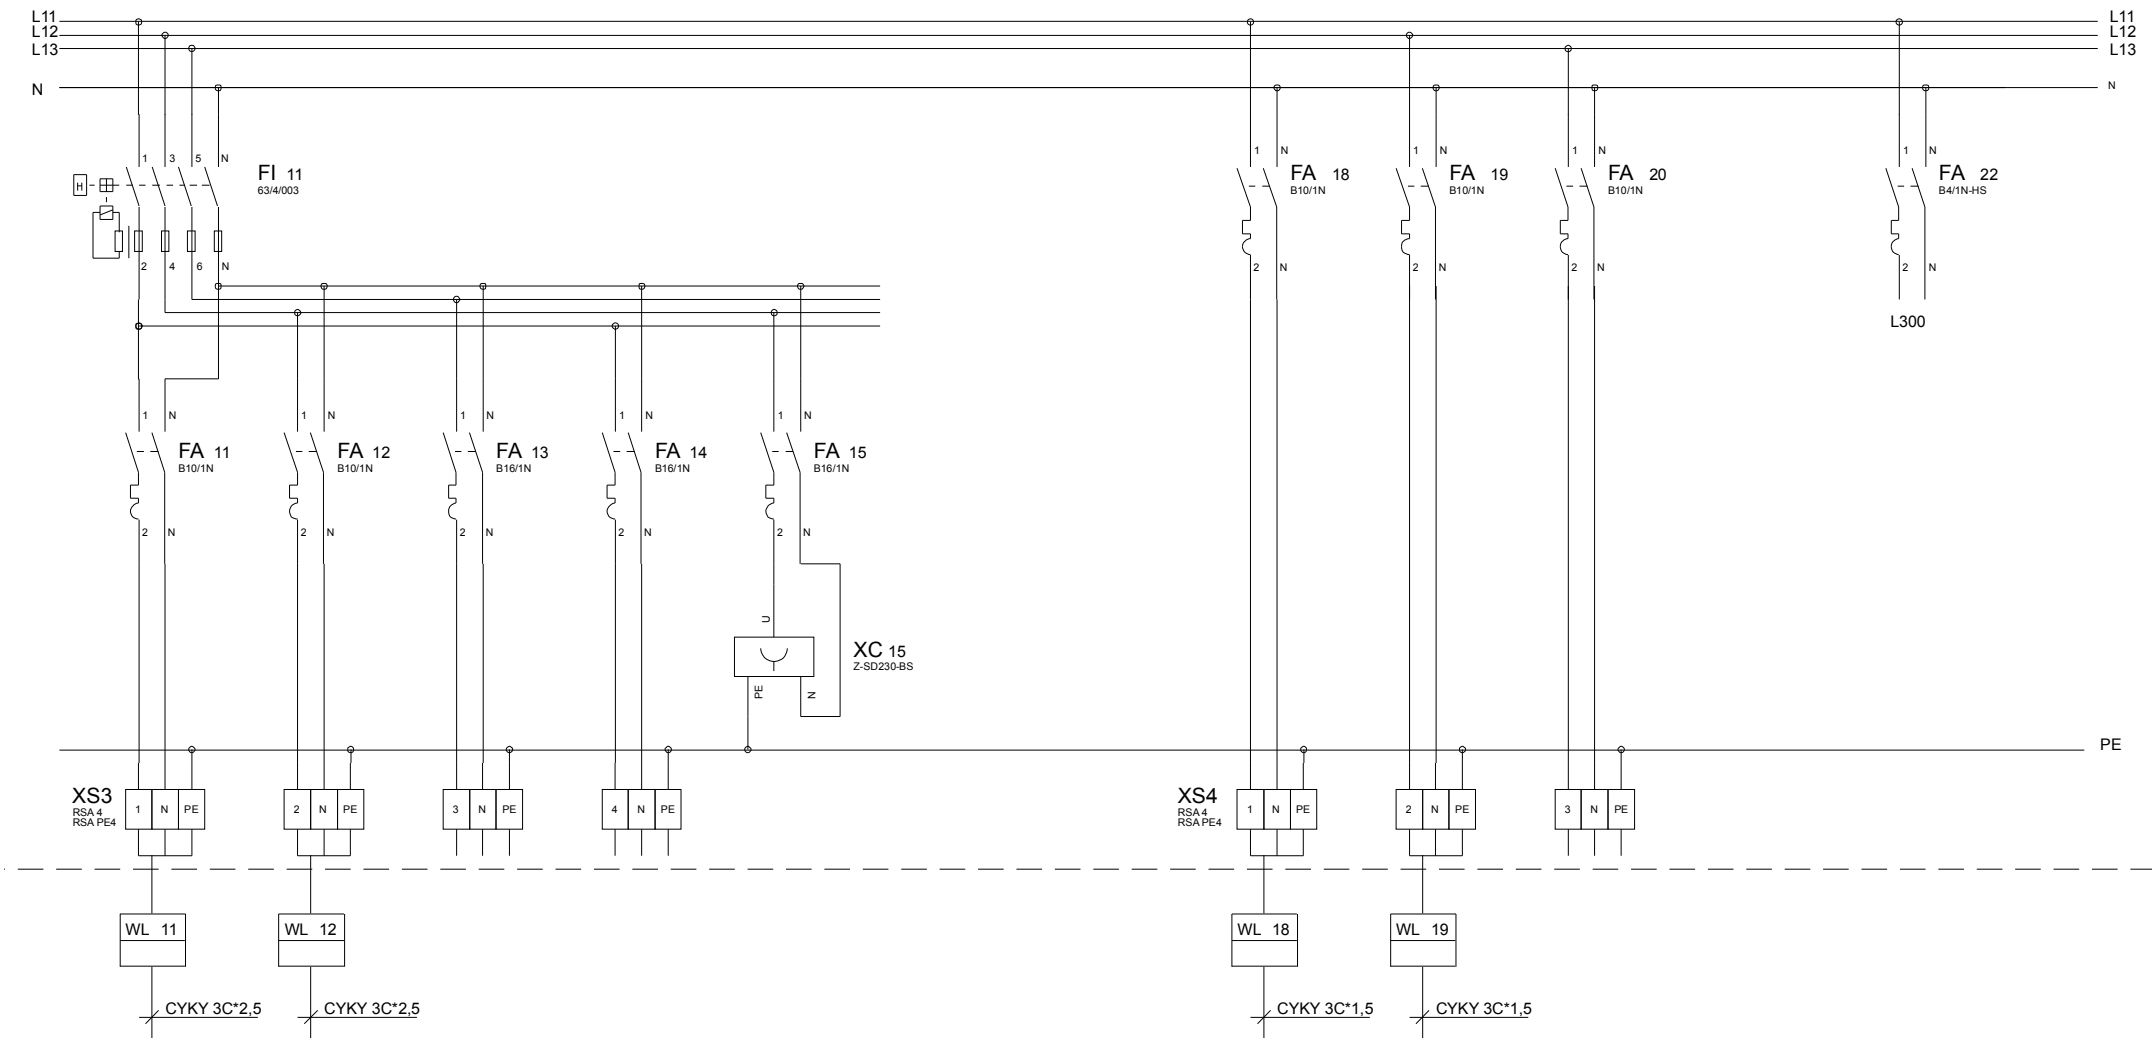 L11 L11
L12 L12
L13 L13
N N
1 3 5 N
H
FI 11
63/4/003
2 4 6 N
1 N 1 N 1 N 1 N
FA 18 FA 19 FA 20 FA 22
B10/1N B10/1N B10/1N B4/1N-HS
2 N 2 N 2 N 2 N
L300
1 N 1 N 1 N 1 N 1 N
FA 11 FA 12 FA 13 FA 14 FA 15
B10/1N B10/1N B16/1N B16/1N B16/1N
2 N 2 N 2 N 2 N 2 N
U
XC 15
Z-SD230-BS
PE N
PE
XS3
RSA 4
RSA PE4
1 N PE 2 N PE 3 N PE 4 N PE
XS4
RSA 4
RSA PE4
1 N PE 2 N PE 3 N PE
WL 11 WL 12 WL 18 WL 19
CYKY 3C*2,5 CYKY 3C*2,5 CYKY 3C*1,5 CYKY 3C*1,5